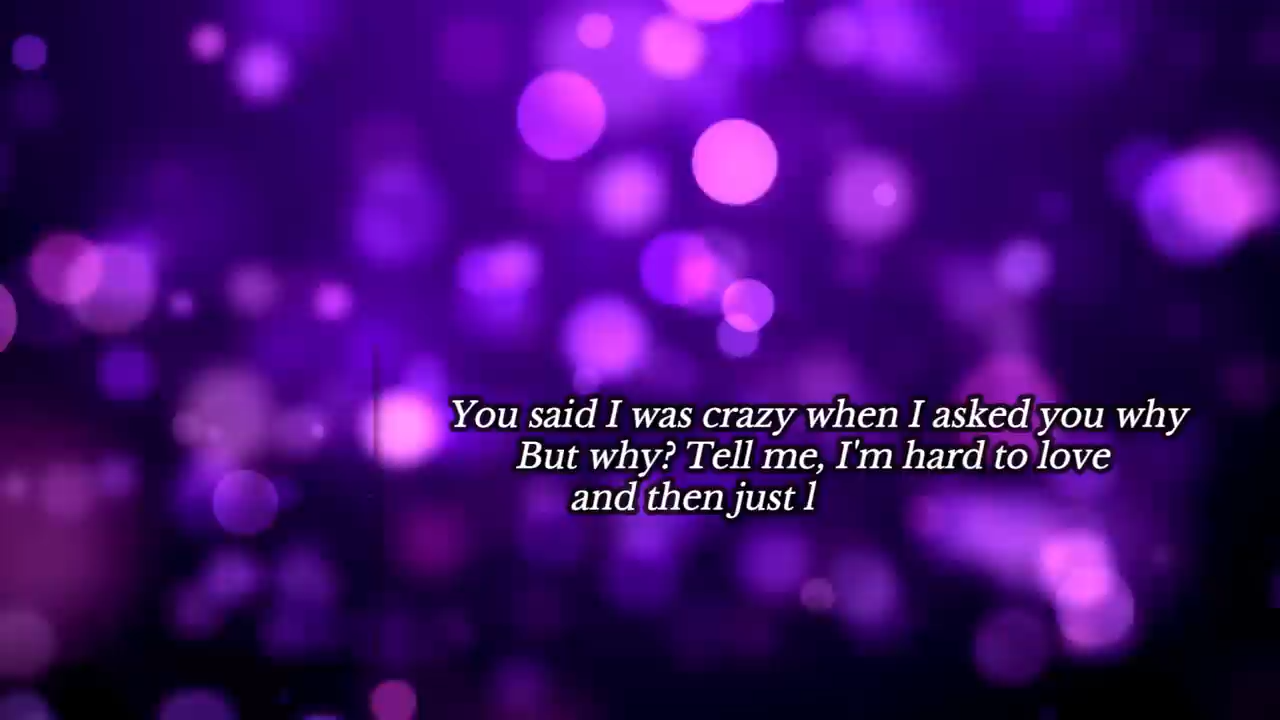 You said I was crazy when I asked you why
But why? Tell me, I'm hard to love
and then just l